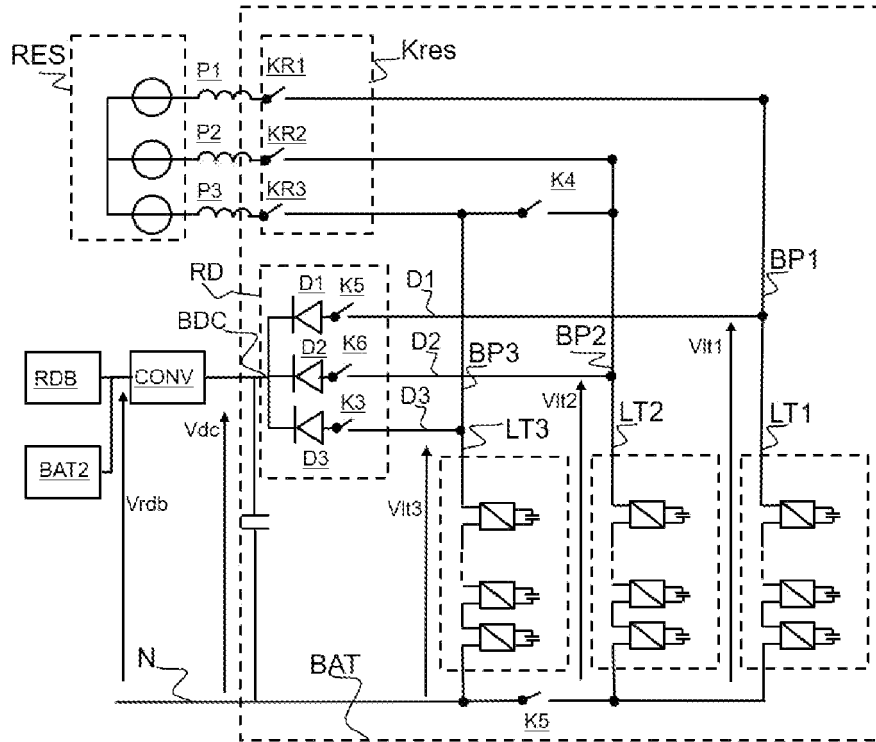 RES
P1
KR1
Kres
P2
KR2
P3
KR3
K4
RD
D1
K5
D1
BP1
BDC
D2
K6
D2
BP2
BP3
Vlt1
RDB
CONV
K3
D3
Vlt2
Vdc
D3
LT3
LT2
LT1
BAT2
Vrdb
Vlt3
N
BAT
K5